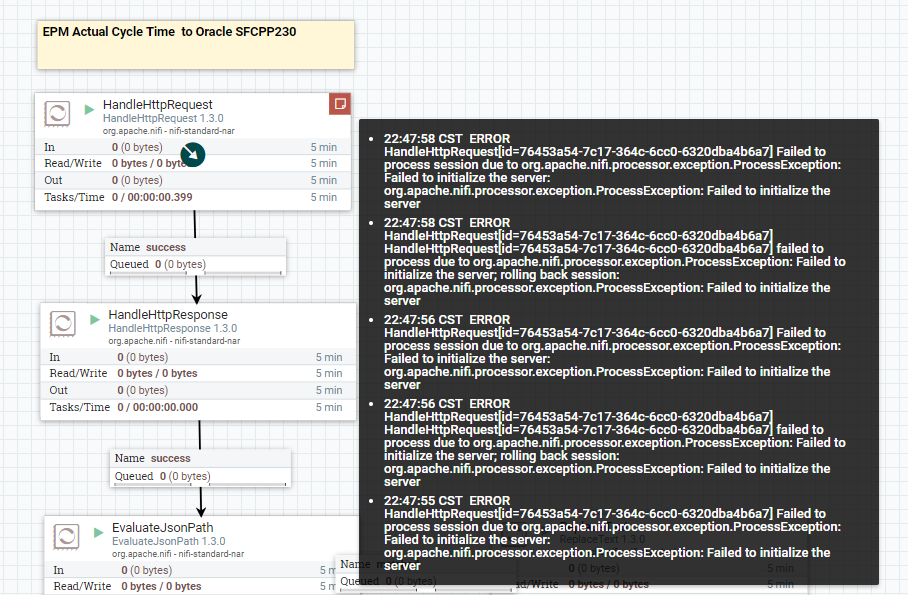 EPM Actual Cycle Time  to Oracle SFCPP230
HandleHttpRequest
HandleHttpRequest 1.3.0
org.apache.nifi - nifi-standard-nar
In 0 (0 bytes) 5 min
Read/Write 0 bytes / 0 bytes 5 min
Out 0 (0 bytes) 5 min
Tasks/Time 0 / 00:00:00.399 5 min
Name success
Queued 0 (0 bytes)
HandleHttpResponse
HandleHttpResponse 1.3.0
org.apache.nifi - nifi-standard-nar
In 0 (0 bytes) 5 min
Read/Write 0 bytes / 0 bytes 5 min
Out 0 (0 bytes) 5 min
Tasks/Time 0 / 00:00:00.000 5 min
Name success
Queued 0 (0 bytes)
EvaluateJsonPath
EvaluateJsonPath 1.3.0
org.apache.nifi - nifi-standard-nar
In 0 (0 bytes) 5 m
Read/Write 0 bytes / 0 bytes 5 m
22:47:58 CST ERROR
HandleHttpRequest[id=76453a54-7c17-364c-6cc0-6320dba4b6a7] Failed to
process session due to org.apache.nifi.processor.exception.ProcessException:
Failed to initialize the server:
org.apache.nifi.processor.exception.ProcessException: Failed to initialize the
server
22:47:58 CST ERROR
HandleHttpRequest[id=76453a54-7c17-364c-6cc0-6320dba4b6a7]
HandleHttpRequest[id=76453a54-7c17-364c-6cc0-6320dba4b6a7] failed to
process due to org.apache.nifi.processor.exception.ProcessException: Failed to
initialize the server; rolling back session:
org.apache.nifi.processor.exception.ProcessException: Failed to initialize the
server
22:47:56 CST ERROR
HandleHttpRequest[id=76453a54-7c17-364c-6cc0-6320dba4b6a7] Failed to
process session due to org.apache.nifi.processor.exception.ProcessException:
Failed to initialize the server:
org.apache.nifi.processor.exception.ProcessException: Failed to initialize the
server
22:47:56 CST ERROR
HandleHttpRequest[id=76453a54-7c17-364c-6cc0-6320dba4b6a7]
HandleHttpRequest[id=76453a54-7c17-364c-6cc0-6320dba4b6a7] failed to
process due to org.apache.nifi.processor.exception.ProcessException: Failed to
initialize the server; rolling back session:
org.apache.nifi.processor.exception.ProcessException: Failed to initialize the
server
22:47:55 CST ERROR
HandleHttpRequest[id=76453a54-7c17-364c-6cc0-6320dba4b6a7] Failed to
process session due to org.apache.nifi.processor.exception.ProcessException:
Failed to initialize the server:
org.apache.nifi.processor.exception.ProcessException: Failed to initialize the
server
ReplaceText 1.3.0
Name
Queued 0 (0 bytes)
0 (0 bytes) 5 min
ad/Write 0 bytes / 0 bytes 5 min